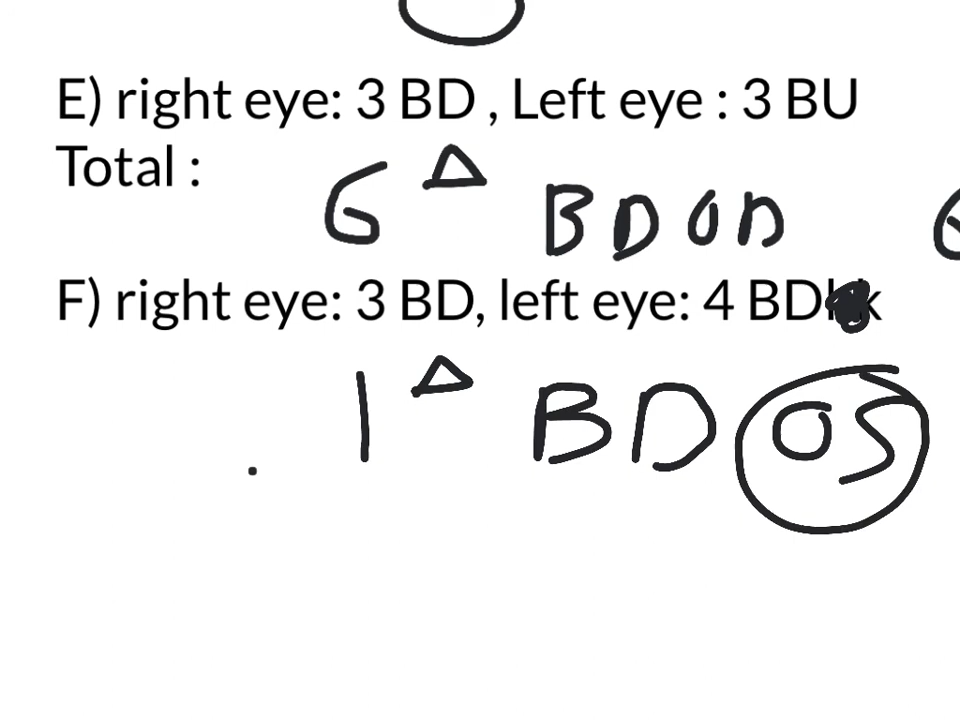 E) right eye: 3 BD , Left eye : 3 BU
Total :
6 Δ BD OD
F) right eye: 3 BD, left eye: 4 BD
1 Δ BD OS